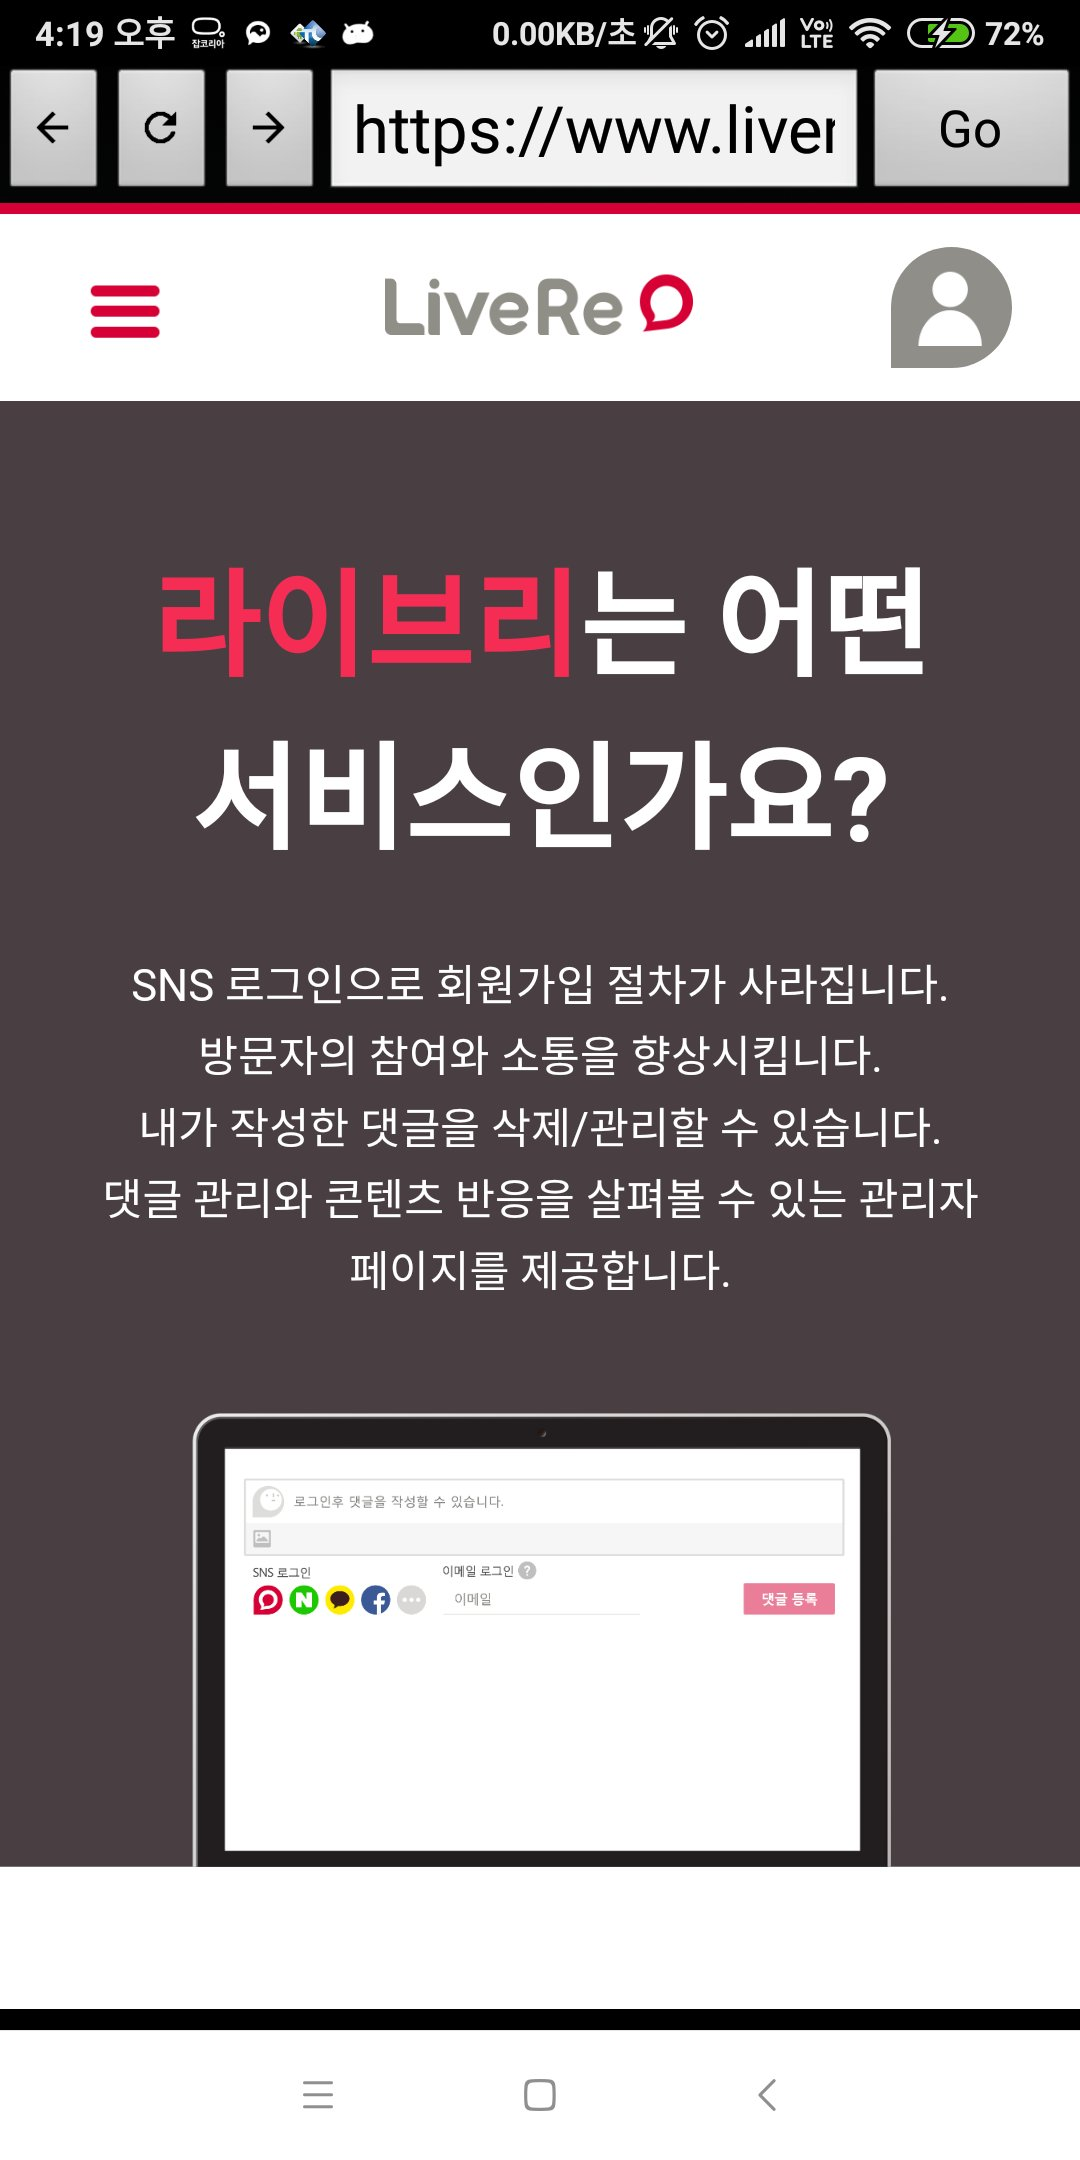 4:19 오후 잡코리아 0.00KB/초 VoLTE 72%
https://www.liver Go
LiveRe
라이브리는 어떤
서비스인가요?
SNS 로그인으로 회원가입 절차가 사라집니다.
방문자의 참여와 소통을 향상시킵니다.
내가 작성한 댓글을 삭제/관리할 수 있습니다.
댓글 관리와 콘텐츠 반응을 살펴볼 수 있는 관리자
페이지를 제공합니다.
로그인후 댓글을 작성할 수 있습니다.
SNS 로그인 이메일 로그인 ?
N 이메일 댓글 등록